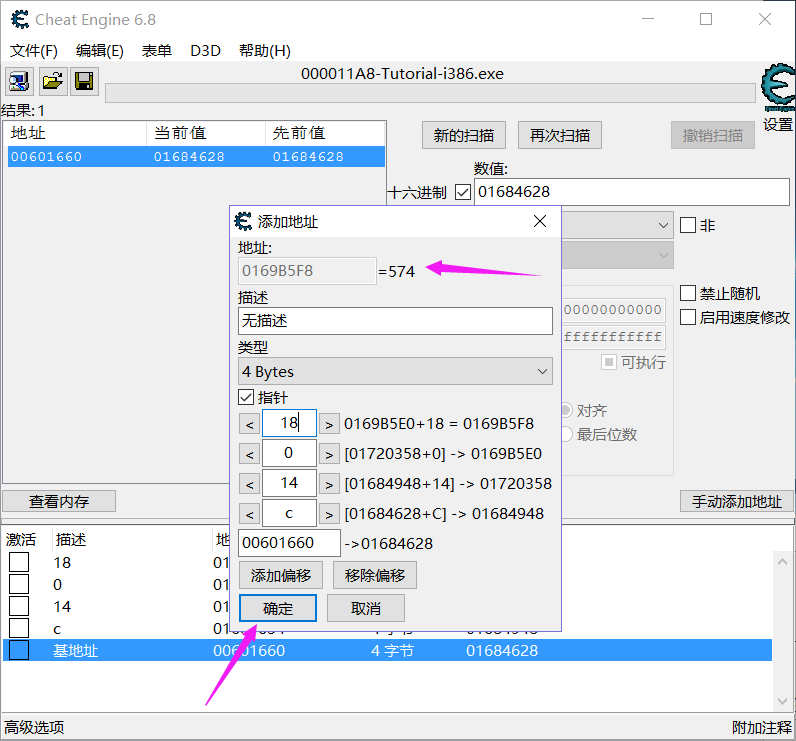 Cheat Engine 6.8
文件(F) 编辑(E) 表单 D3D 帮助(H)
000011A8-Tutorial-i386.exe
设置
结果: 1
地址 当前值 先前值
00601660 01684628 01684628
新的扫描 再次扫描 撤销扫描
数值:
十六进制 01684628
非
禁止随机
启用速度修改
00000000000
fffffffffff
可执行
对齐
最后位数
添加地址
地址:
0169B5F8 =574
描述
无描述
类型
4 Bytes
指针
< 18 > 0169B5E0+18 = 0169B5F8
< 0 > [01720358+0] -> 0169B5E0
< 14 > [01684948+14] -> 01720358
< c > [01684628+C] -> 01684948
00601660 ->01684628
添加偏移 移除偏移
确定 取消
查看内存 手动添加地址
激活 描述
18 01
0 01
14 01
c
基地址 00601660 4 字节 01684628
高级选项 附加注释